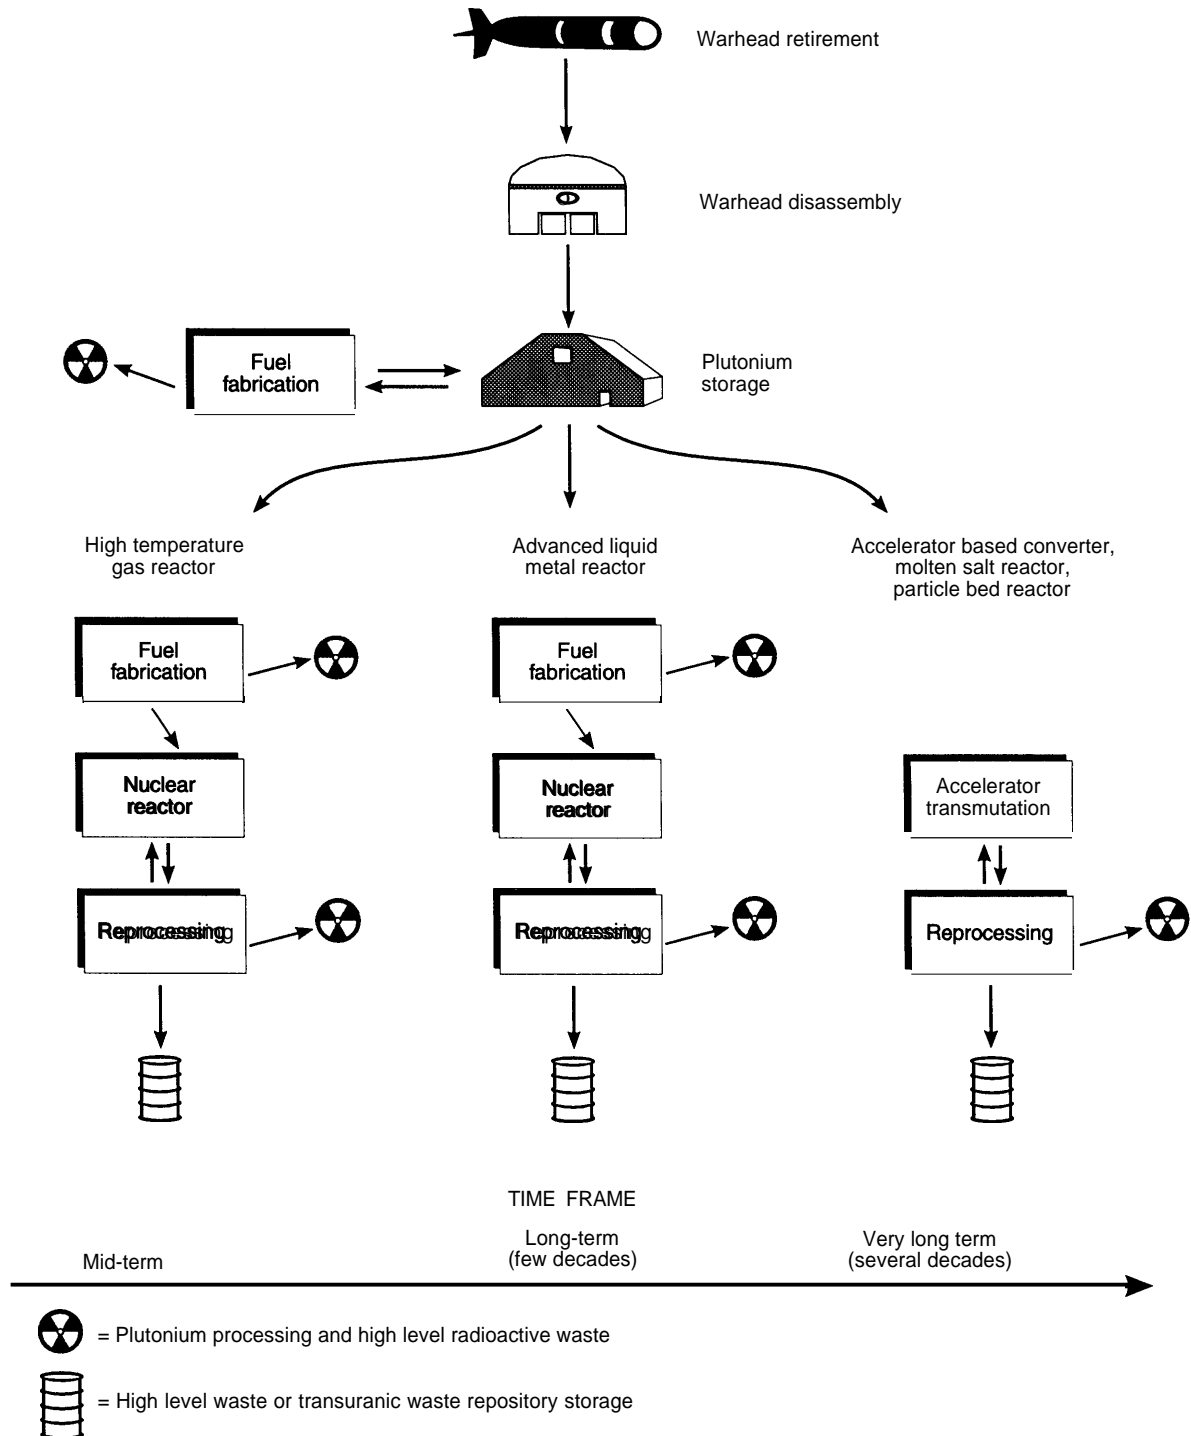 Warhead retirement
Warhead disassembly
Fuel
fabrication
Plutonium
storage
High temperature
gas reactor
Advanced liquid
metal reactor
Accelerator based converter,
molten salt reactor,
particle bed reactor
Fuel
fabrication
Fuel
fabrication
Nuclear
reactor
Nuclear
reactor
Accelerator
transmutation
Reprocessing
Reprocessing
Reprocessing
TIME FRAME
Mid-term
Long-term
(few decades)
Very long term
(several decades)
= Plutonium processing and high level radioactive waste
= High level waste or transuranic waste repository storage